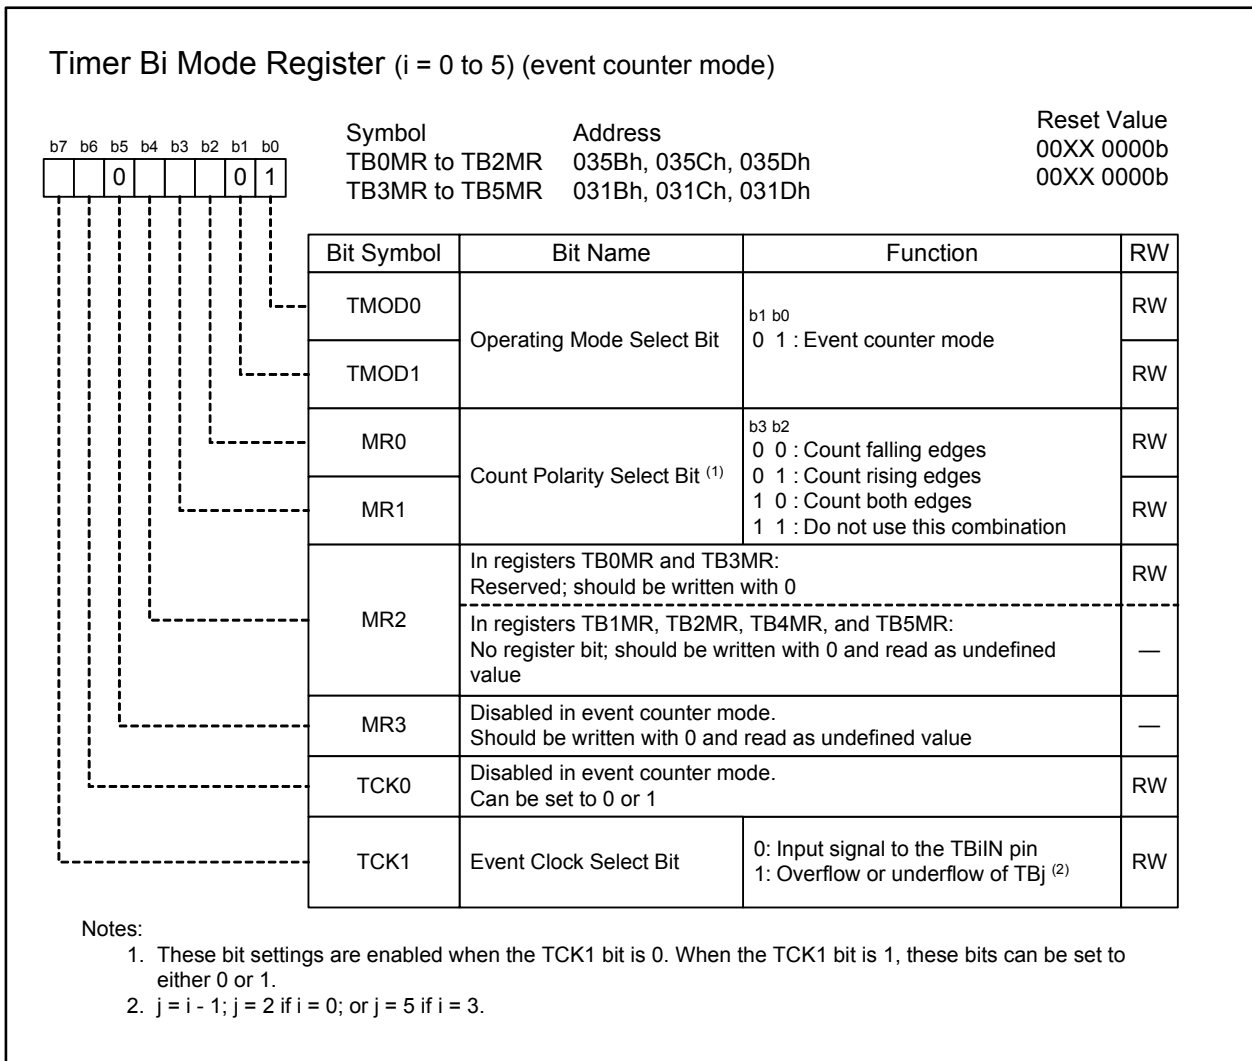 Timer Bi Mode Register (i = 0 to 5) (event counter mode)
b7 b6 b5 b4 b3 b2 b1 b0
0 0 1
Symbol Address Reset Value
TB0MR to TB2MR 035Bh, 035Ch, 035Dh 00XX 0000b
TB3MR to TB5MR 031Bh, 031Ch, 031Dh 00XX 0000b
Bit Symbol Bit Name Function RW
TMOD0 RW
Operating Mode Select Bit
b1 b0
0 1 : Event counter mode
TMOD1 RW
MR0 RW
Count Polarity Select Bit (1)
b3 b2
0 0 : Count falling edges
0 1 : Count rising edges
1 0 : Count both edges
1 1 : Do not use this combination
MR1 RW
MR2
In registers TB0MR and TB3MR:
Reserved; should be written with 0
RW
In registers TB1MR, TB2MR, TB4MR, and TB5MR:
No register bit; should be written with 0 and read as undefined
value
—
MR3
Disabled in event counter mode.
Should be written with 0 and read as undefined value
—
TCK0
Disabled in event counter mode.
Can be set to 0 or 1
RW
TCK1 Event Clock Select Bit
0: Input signal to the TBiIN pin
1: Overflow or underflow of TBj (2)
RW
Notes:
1. These bit settings are enabled when the TCK1 bit is 0. When the TCK1 bit is 1, these bits can be set to
either 0 or 1.
2. j = i - 1; j = 2 if i = 0; or j = 5 if i = 3.